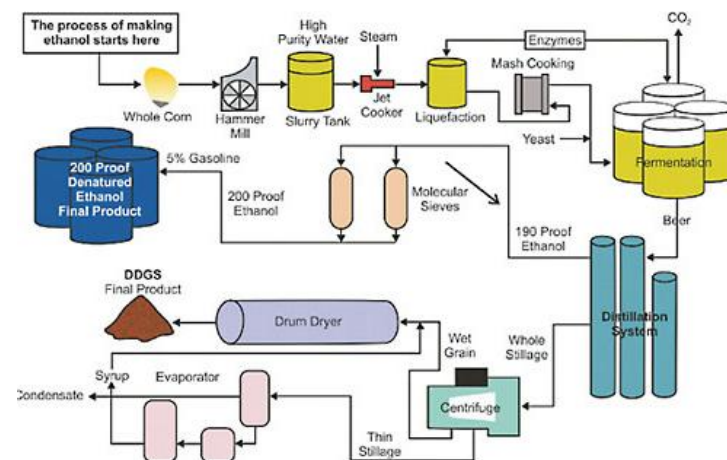 The process of making
ethanol starts here
Whole Corn
Hammer
Mill
High
Purity Water
Slurry Tank
Steam
Jet
Cooker
Liquefaction
Enzymes
Mash Cooking
Yeast
CO2
Fermentation
Beer
200 Proof
Denatured
Ethanol
Final Product
5% Gasoline
200 Proof
Ethanol
Molecular
Sieves
190 Proof
Ethanol
Distillation
System
DDGS
Final Product
Drum Dryer
Wet
Grain
Whole
Stillage
Centrifuge
Thin
Stillage
Syrup
Evaporator
Condensate